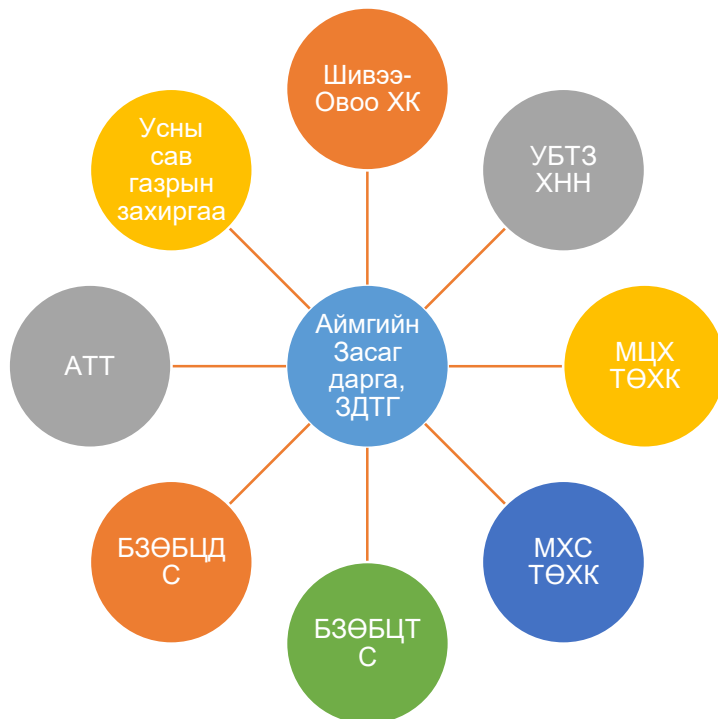 Шивээ-
Овоо ХК
УБТЗ
ХНН
МЦХ
ТӨХК
МХС
ТӨХК
БЗӨБЦТ
С
БЗӨБЦД
С
АТТ
Усны
сав
газрын
захиргаа
Аймгийн
Засаг
дарга,
ЗДТГ